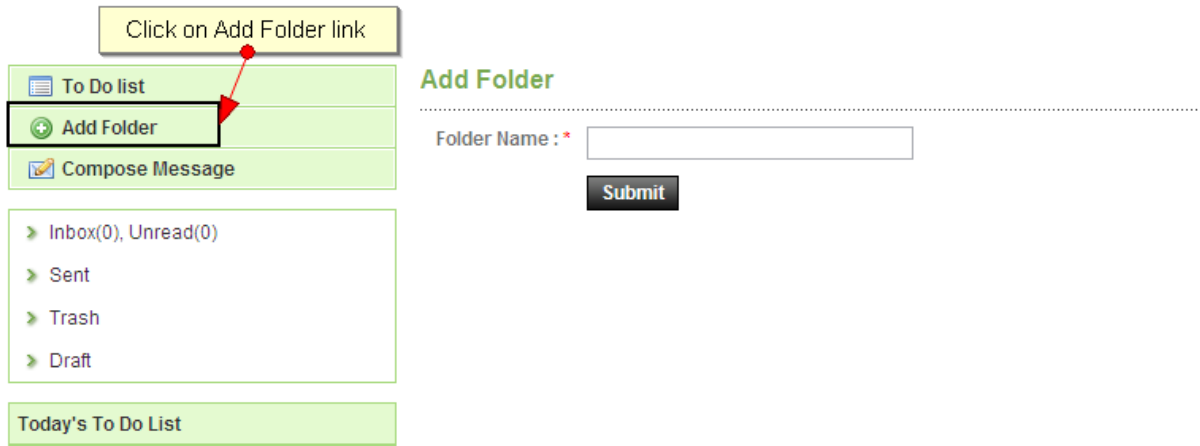 Click on Add Folder link
To Do list
Add Folder
Compose Message
Inbox(0), Unread(0)
Sent
Trash
Draft
Today's To Do List
Add Folder
Folder Name : *
Submit